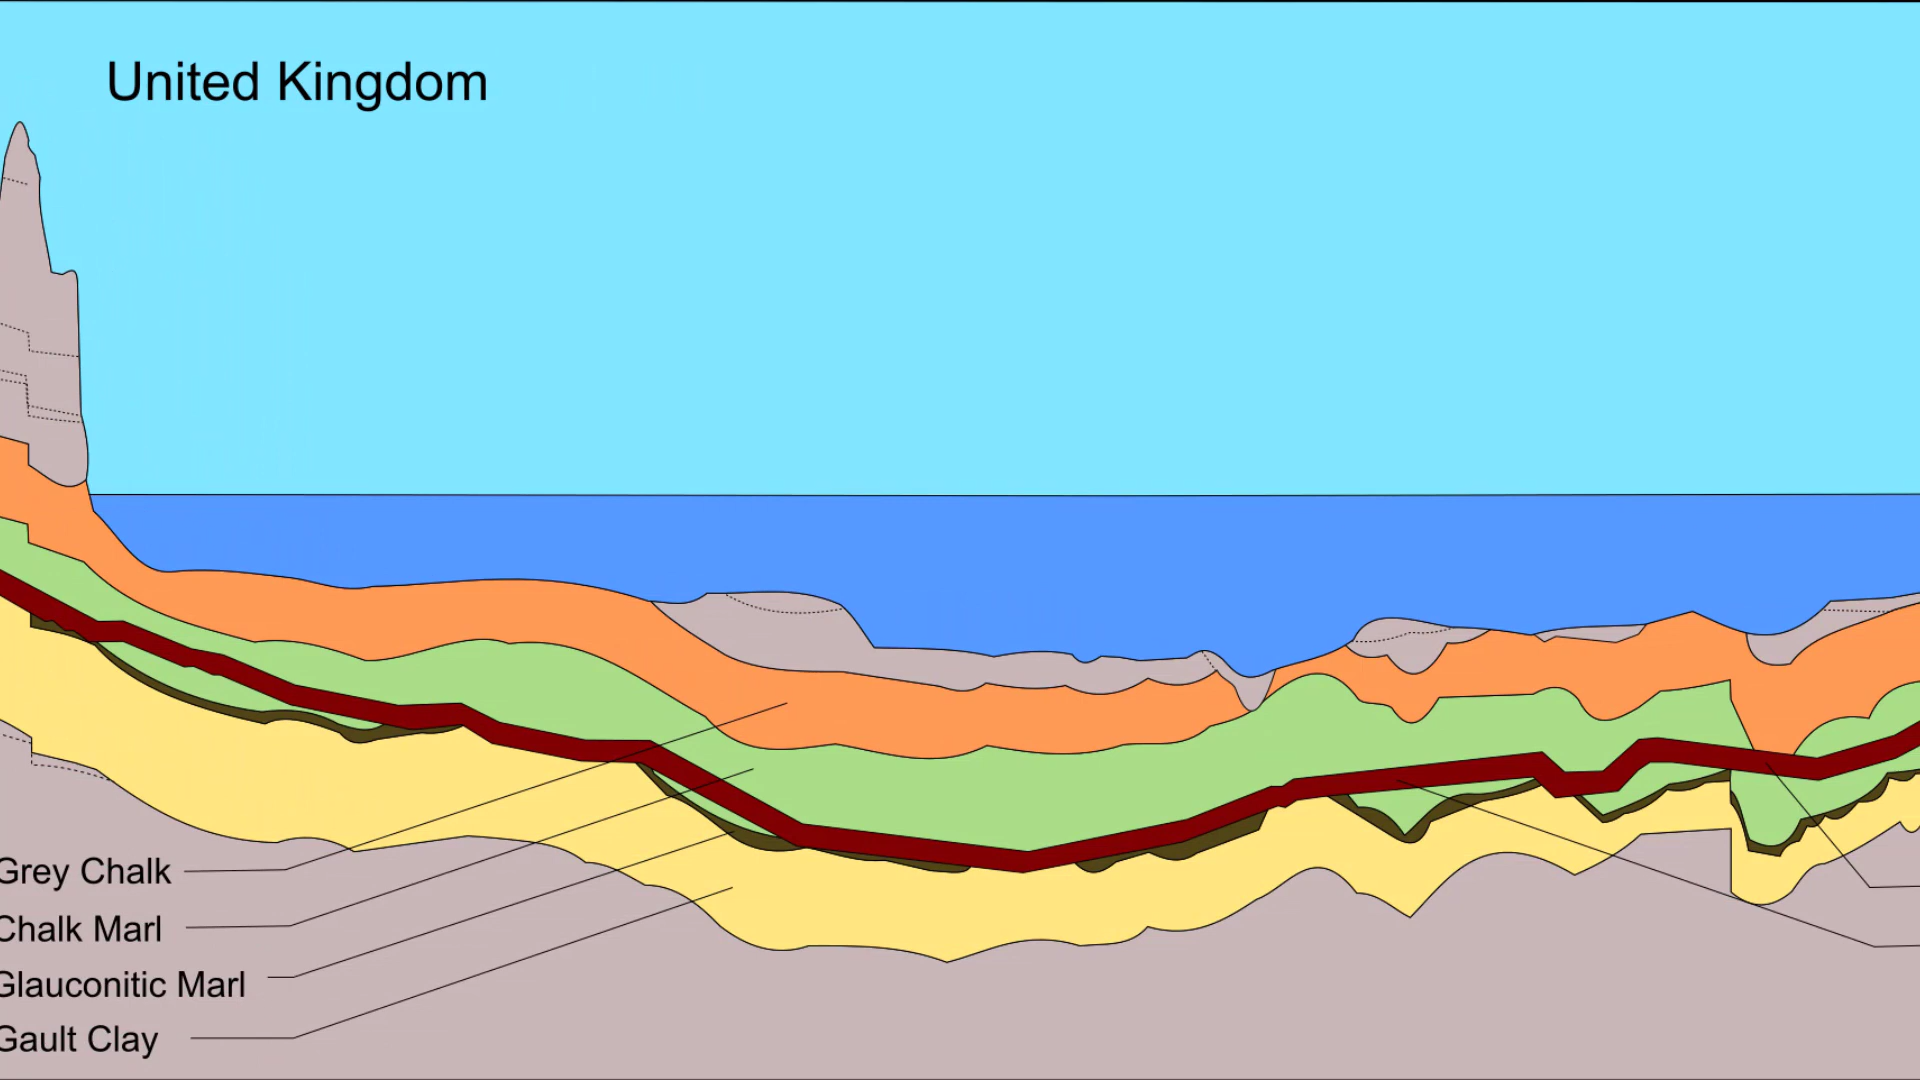 United Kingdom
Grey Chalk
Chalk Marl
Glauconitic Marl
Gault Clay